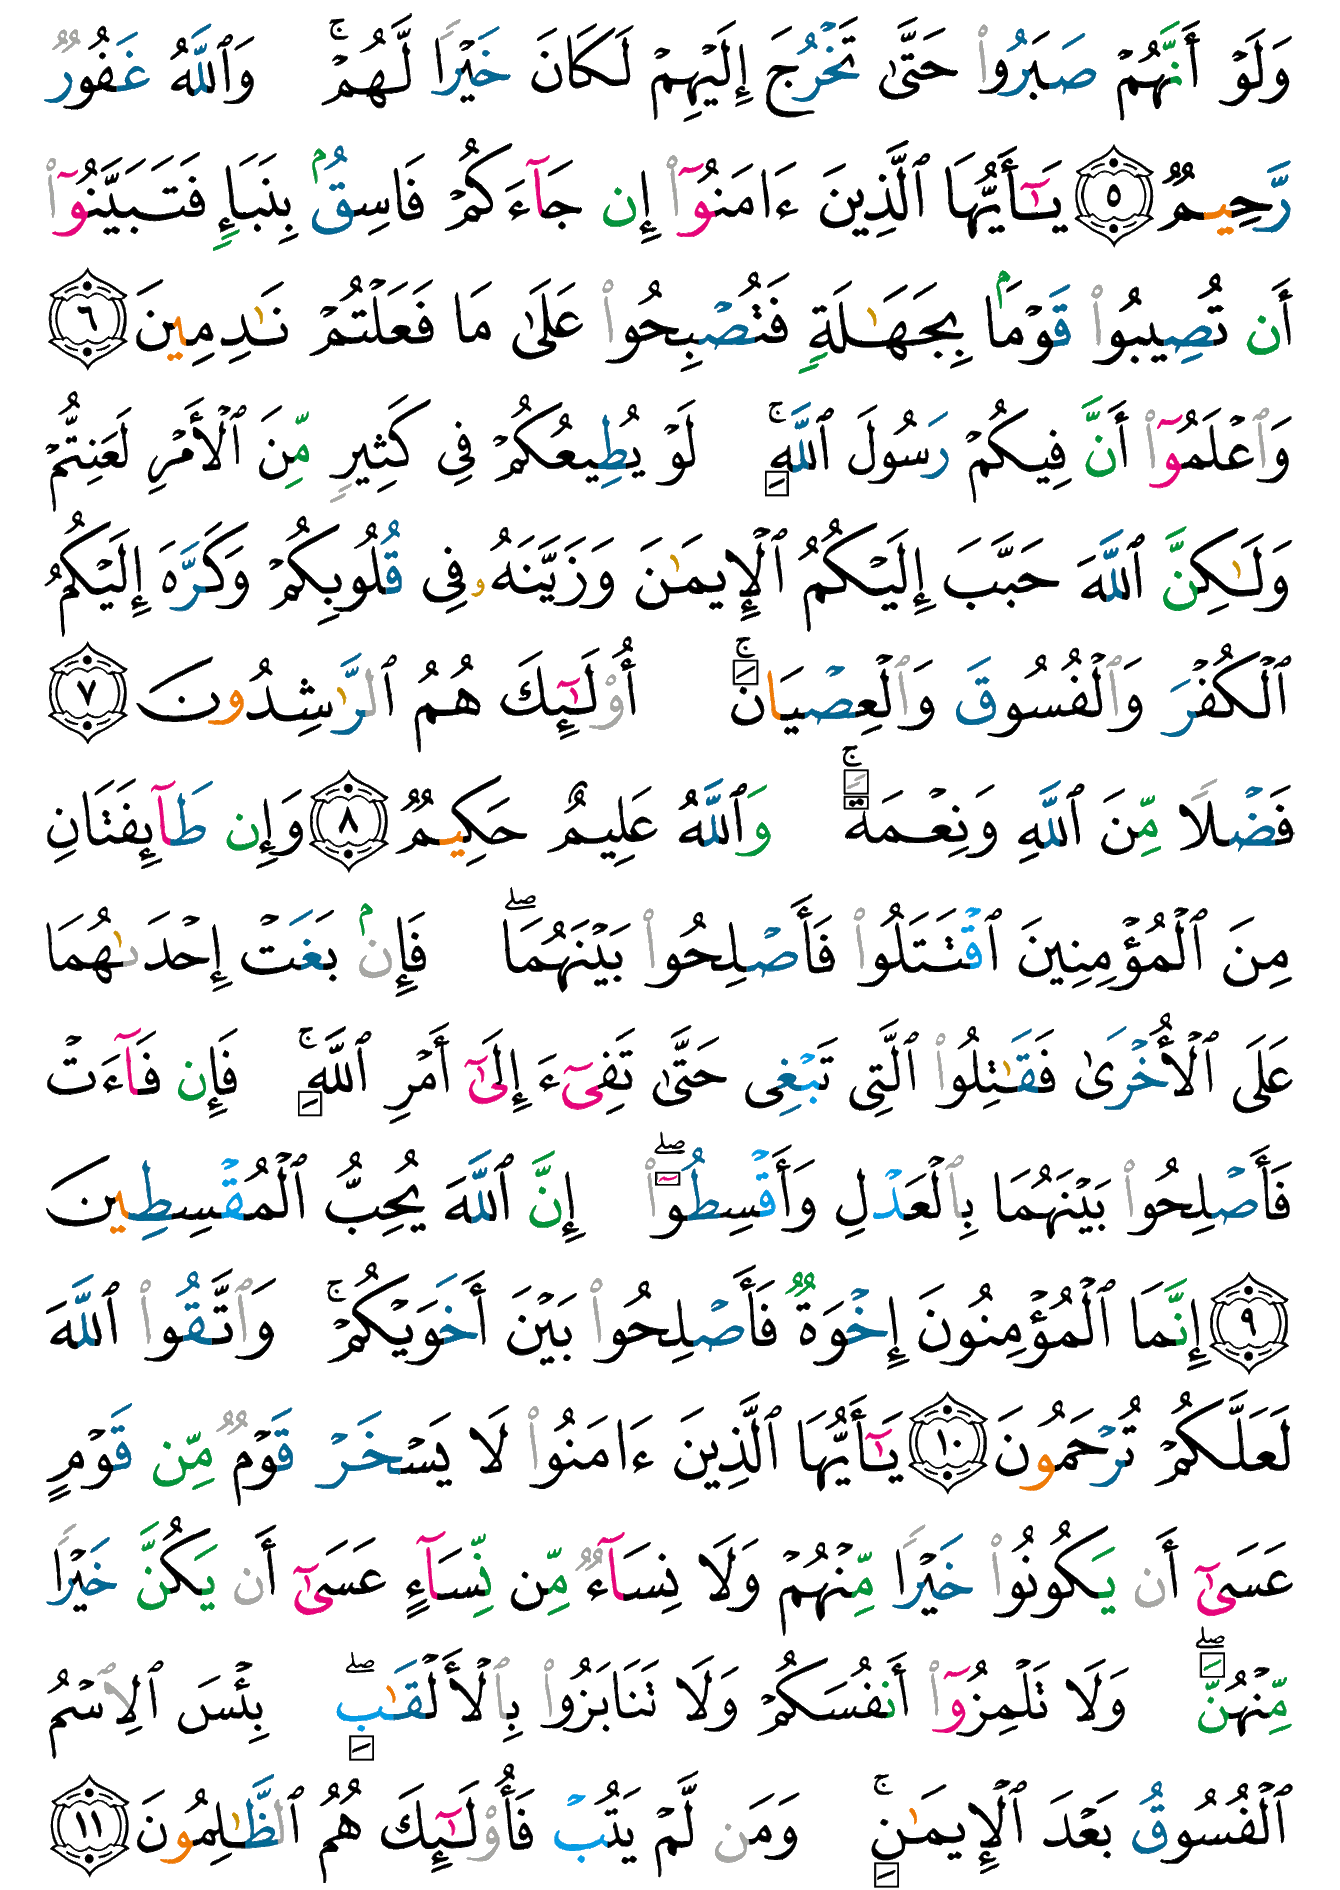 وَلَوْ أَنَّهُمْ صَبَرُوا۟ حَتَّىٰ تَخْرُجَ إِلَيْهِمْ لَكَانَ خَيْرًا لَّهُمْ ۚ وَٱللَّهُ غَفُورٌ
رَّحِيمٌ ٥ يَـٰٓأَيُّهَا ٱلَّذِينَ ءَامَنُوٓا۟ إِن جَآءَكُمْ فَاسِقٌۢ بِنَبَإٍ فَتَبَيَّنُوٓا۟
أَن تُصِيبُوا۟ قَوْمًۢا بِجَهَـٰلَةٍ فَتُصْبِحُوا۟ عَلَىٰ مَا فَعَلْتُمْ نَـٰدِمِينَ ٦
وَٱعْلَمُوٓا۟ أَنَّ فِيكُمْ رَسُولَ ٱللَّهِ ۚ لَوْ يُطِيعُكُمْ فِى كَثِيرٍ مِّنَ ٱلْأَمْرِ لَعَنِتُّمْ
وَلَـٰكِنَّ ٱللَّهَ حَبَّبَ إِلَيْكُمُ ٱلْإِيمَـٰنَ وَزَيَّنَهُۥ فِى قُلُوبِكُمْ وَكَرَّهَ إِلَيْكُمُ
ٱلْكُفْرَ وَٱلْفُسُوقَ وَٱلْعِصْيَانَ ۚ أُو۟لَـٰٓئِكَ هُمُ ٱلرَّٰشِدُونَ ٧
فَضْلًا مِّنَ ٱللَّهِ وَنِعْمَةً ۚ وَٱللَّهُ عَلِيمٌ حَكِيمٌ ٨ وَإِن طَآئِفَتَانِ
مِنَ ٱلْمُؤْمِنِينَ ٱقْتَتَلُوا۟ فَأَصْلِحُوا۟ بَيْنَهُمَا ۖ فَإِنۢ بَغَتْ إِحْدَىٰهُمَا
عَلَى ٱلْأُخْرَىٰ فَقَـٰتِلُوا۟ ٱلَّتِى تَبْغِى حَتَّىٰ تَفِىٓءَ إِلَىٰٓ أَمْرِ ٱللَّهِ ۚ فَإِن فَآءَتْ
فَأَصْلِحُوا۟ بَيْنَهُمَا بِٱلْعَدْلِ وَأَقْسِطُوٓا۟ ۖ إِنَّ ٱللَّهَ يُحِبُّ ٱلْمُقْسِطِينَ
٩ إِنَّمَا ٱلْمُؤْمِنُونَ إِخْوَةٌ فَأَصْلِحُوا۟ بَيْنَ أَخَوَيْكُمْ ۚ وَٱتَّقُوا۟ ٱللَّهَ
لَعَلَّكُمْ تُرْحَمُونَ ١٠ يَـٰٓأَيُّهَا ٱلَّذِينَ ءَامَنُوا۟ لَا يَسْخَرْ قَوْمٌ مِّن قَوْمٍ
عَسَىٰٓ أَن يَكُونُوا۟ خَيْرًا مِّنْهُمْ وَلَا نِسَآءٌ مِّن نِّسَآءٍ عَسَىٰٓ أَن يَكُنَّ خَيْرًا
مِّنْهُنَّ ۖ وَلَا تَلْمِزُوٓا۟ أَنفُسَكُمْ وَلَا تَنَابَزُوا۟ بِٱلْأَلْقَـٰبِ ۖ بِئْسَ ٱلِٱسْمُ
ٱلْفُسُوقُ بَعْدَ ٱلْإِيمَـٰنِ ۚ وَمَن لَّمْ يَتُبْ فَأُو۟لَـٰٓئِكَ هُمُ ٱلظَّـٰلِمُونَ ١١